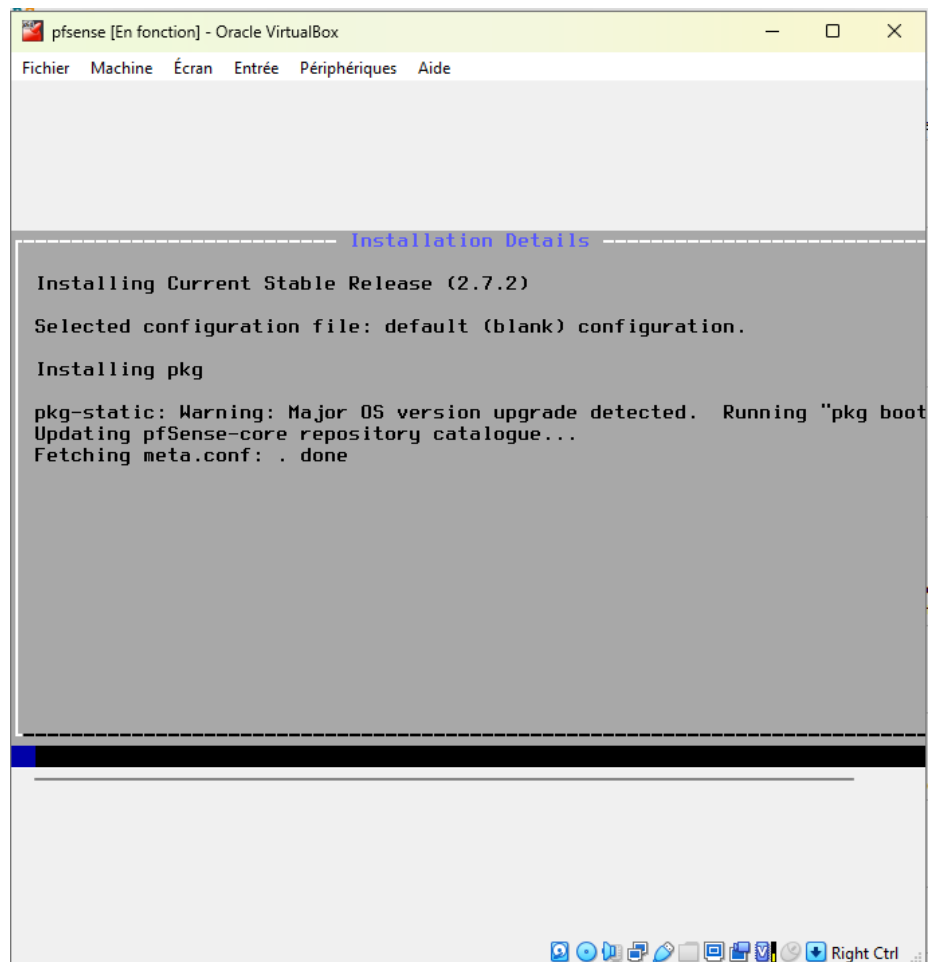 pfsense [En fonction] - Oracle VirtualBox
Fichier Machine Écran Entrée Périphériques Aide
Installation Details
Installing Current Stable Release (2.7.2)
Selected configuration file: default (blank) configuration.
Installing pkg
pkg-static: Warning: Major OS version upgrade detected. Running "pkg boot
Updating pfSense-core repository catalogue...
Fetching meta.conf: . done
Right Ctrl